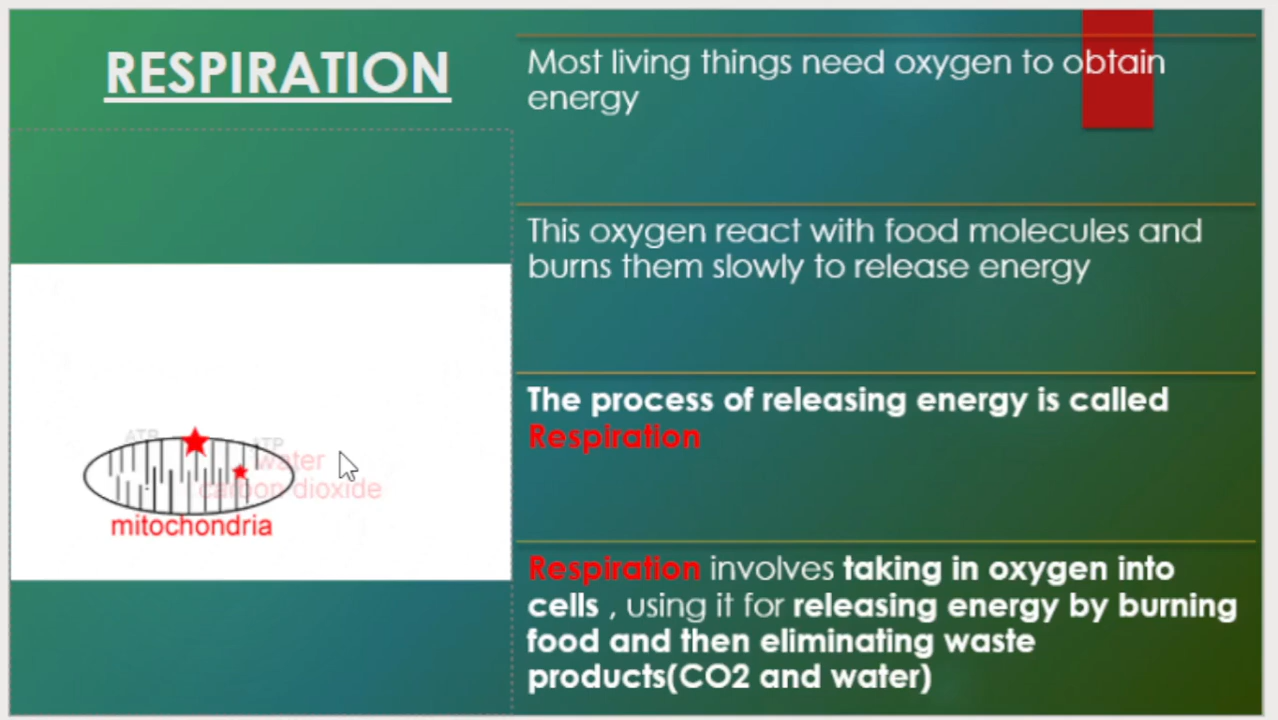 RESPIRATION
Most living things need oxygen to obtain
energy
This oxygen react with food molecules and
burns them slowly to release energy
The process of releasing energy is called
Respiration
Respiration involves taking in oxygen into
cells , using it for releasing energy by burning
food and then eliminating waste
products(CO2 and water)
ATP
ATP
water
carbon dioxide
mitochondria